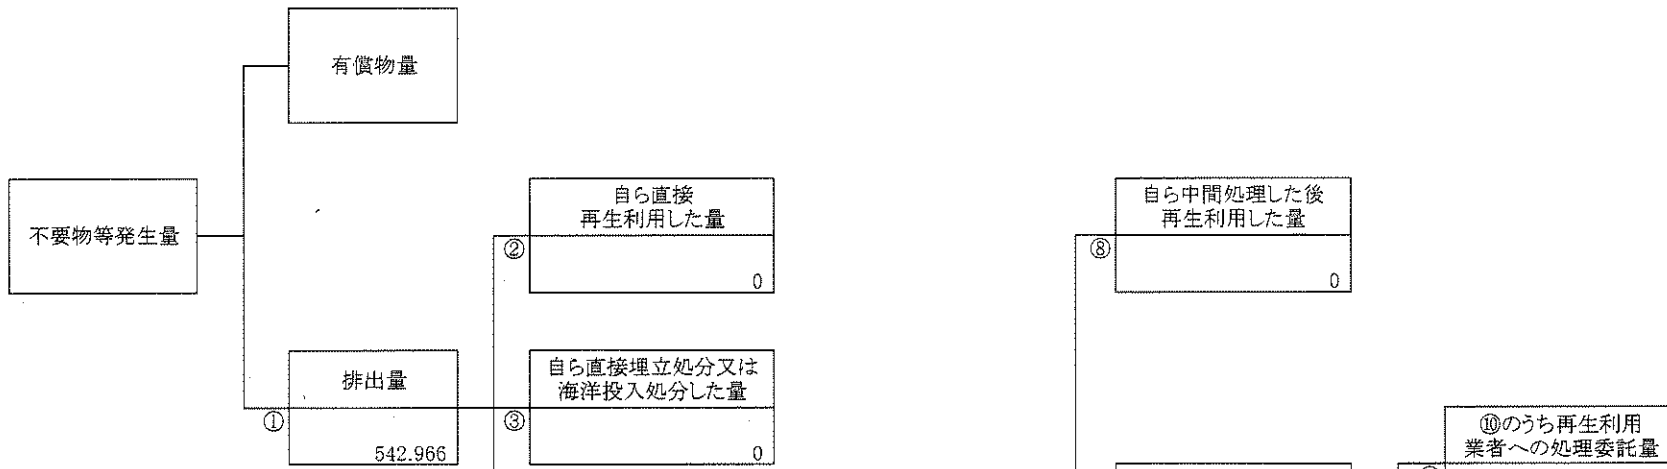 有償物量
不要物等発生量
自ら直接
再生利用した量
②
0
自ら中間処理した後
再生利用した量
⑧
0
排出量
①
542.966
自ら直接埋立処分又は
海洋投入処分した量
③
0
⑩のうち再生利用
業者への処理委託量